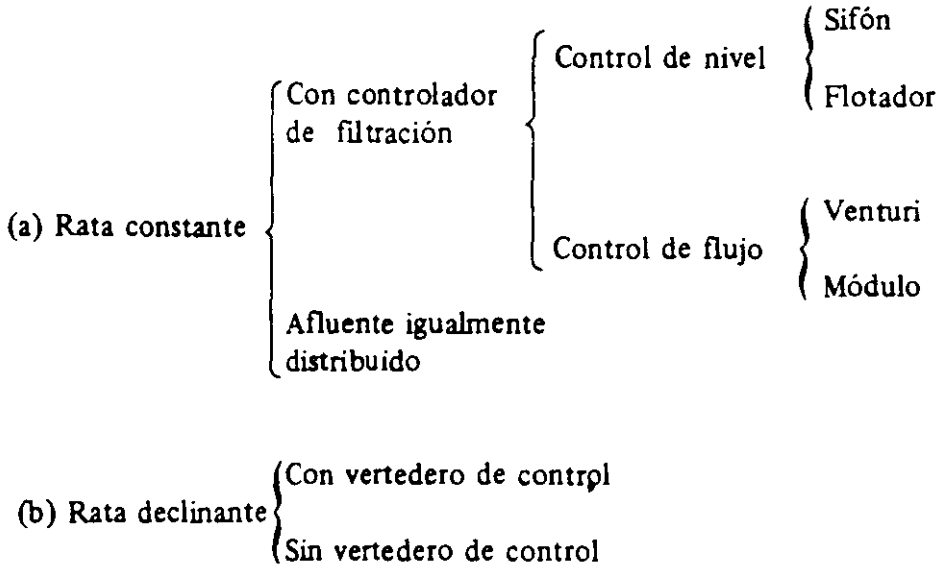 Sifón
Control de nivel
Flotador
Con controlador
de filtración
(a) Rata constante
Venturi
Control de flujo
Módulo
Afluente igualmente
distribuido
Con vertedero de control
(b) Rata declinante
Sin vertedero de control